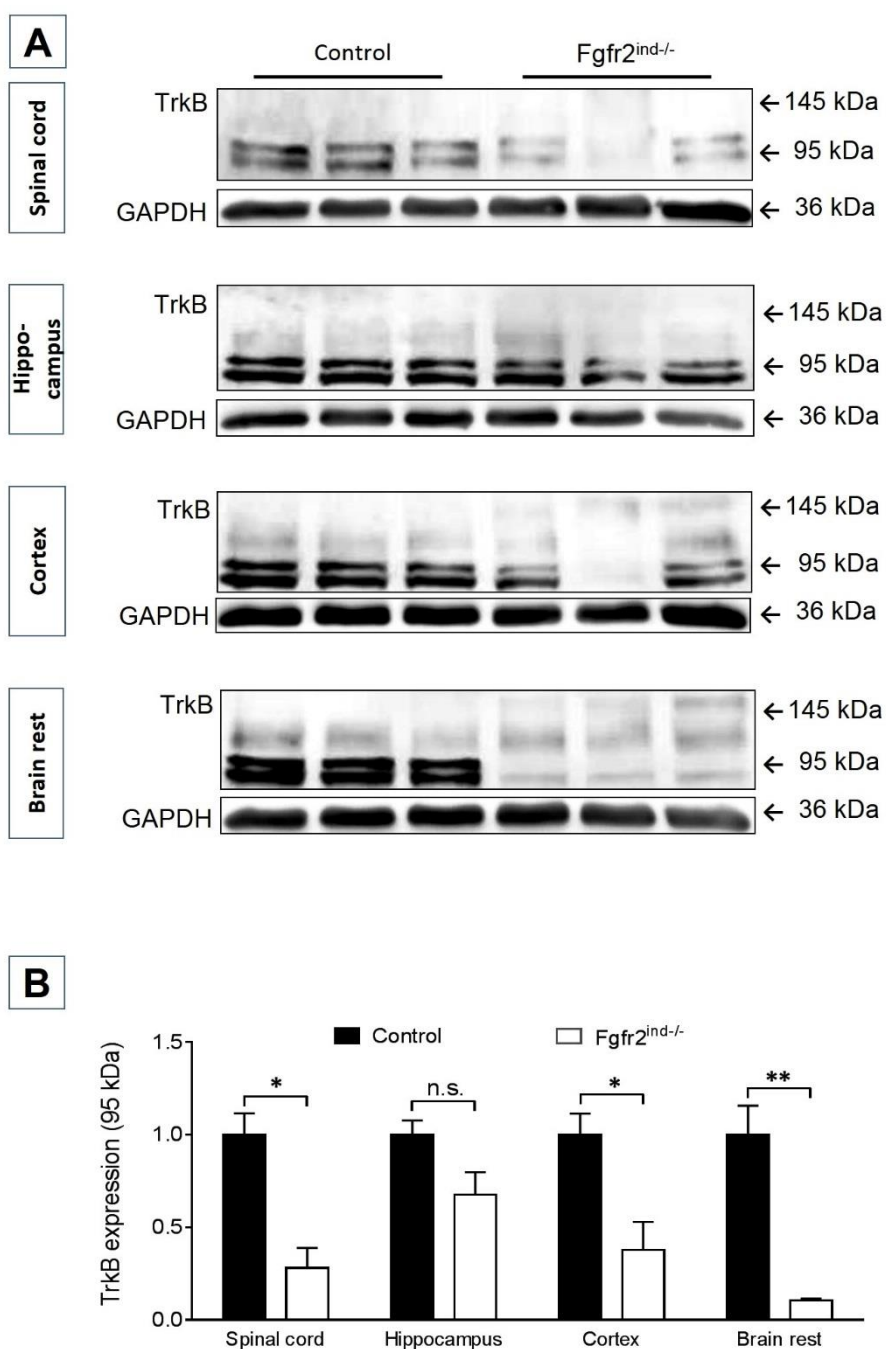 A
Control Fgfr2ind-/-
Spinal cord
TrkB ←145 kDa
← 95 kDa
GAPDH ← 36 kDa
Hippo-
campus
TrkB ←145 kDa
← 95 kDa
GAPDH ← 36 kDa
Cortex
TrkB ←145 kDa
← 95 kDa
GAPDH ← 36 kDa
Brain rest
TrkB ←145 kDa
← 95 kDa
GAPDH ← 36 kDa
B
Control Fgfr2ind-/-
TrkB expression (95 kDa)
1.5
1.0
0.5
0.0
* n.s. * **
Spinal cord Hippocampus Cortex Brain rest